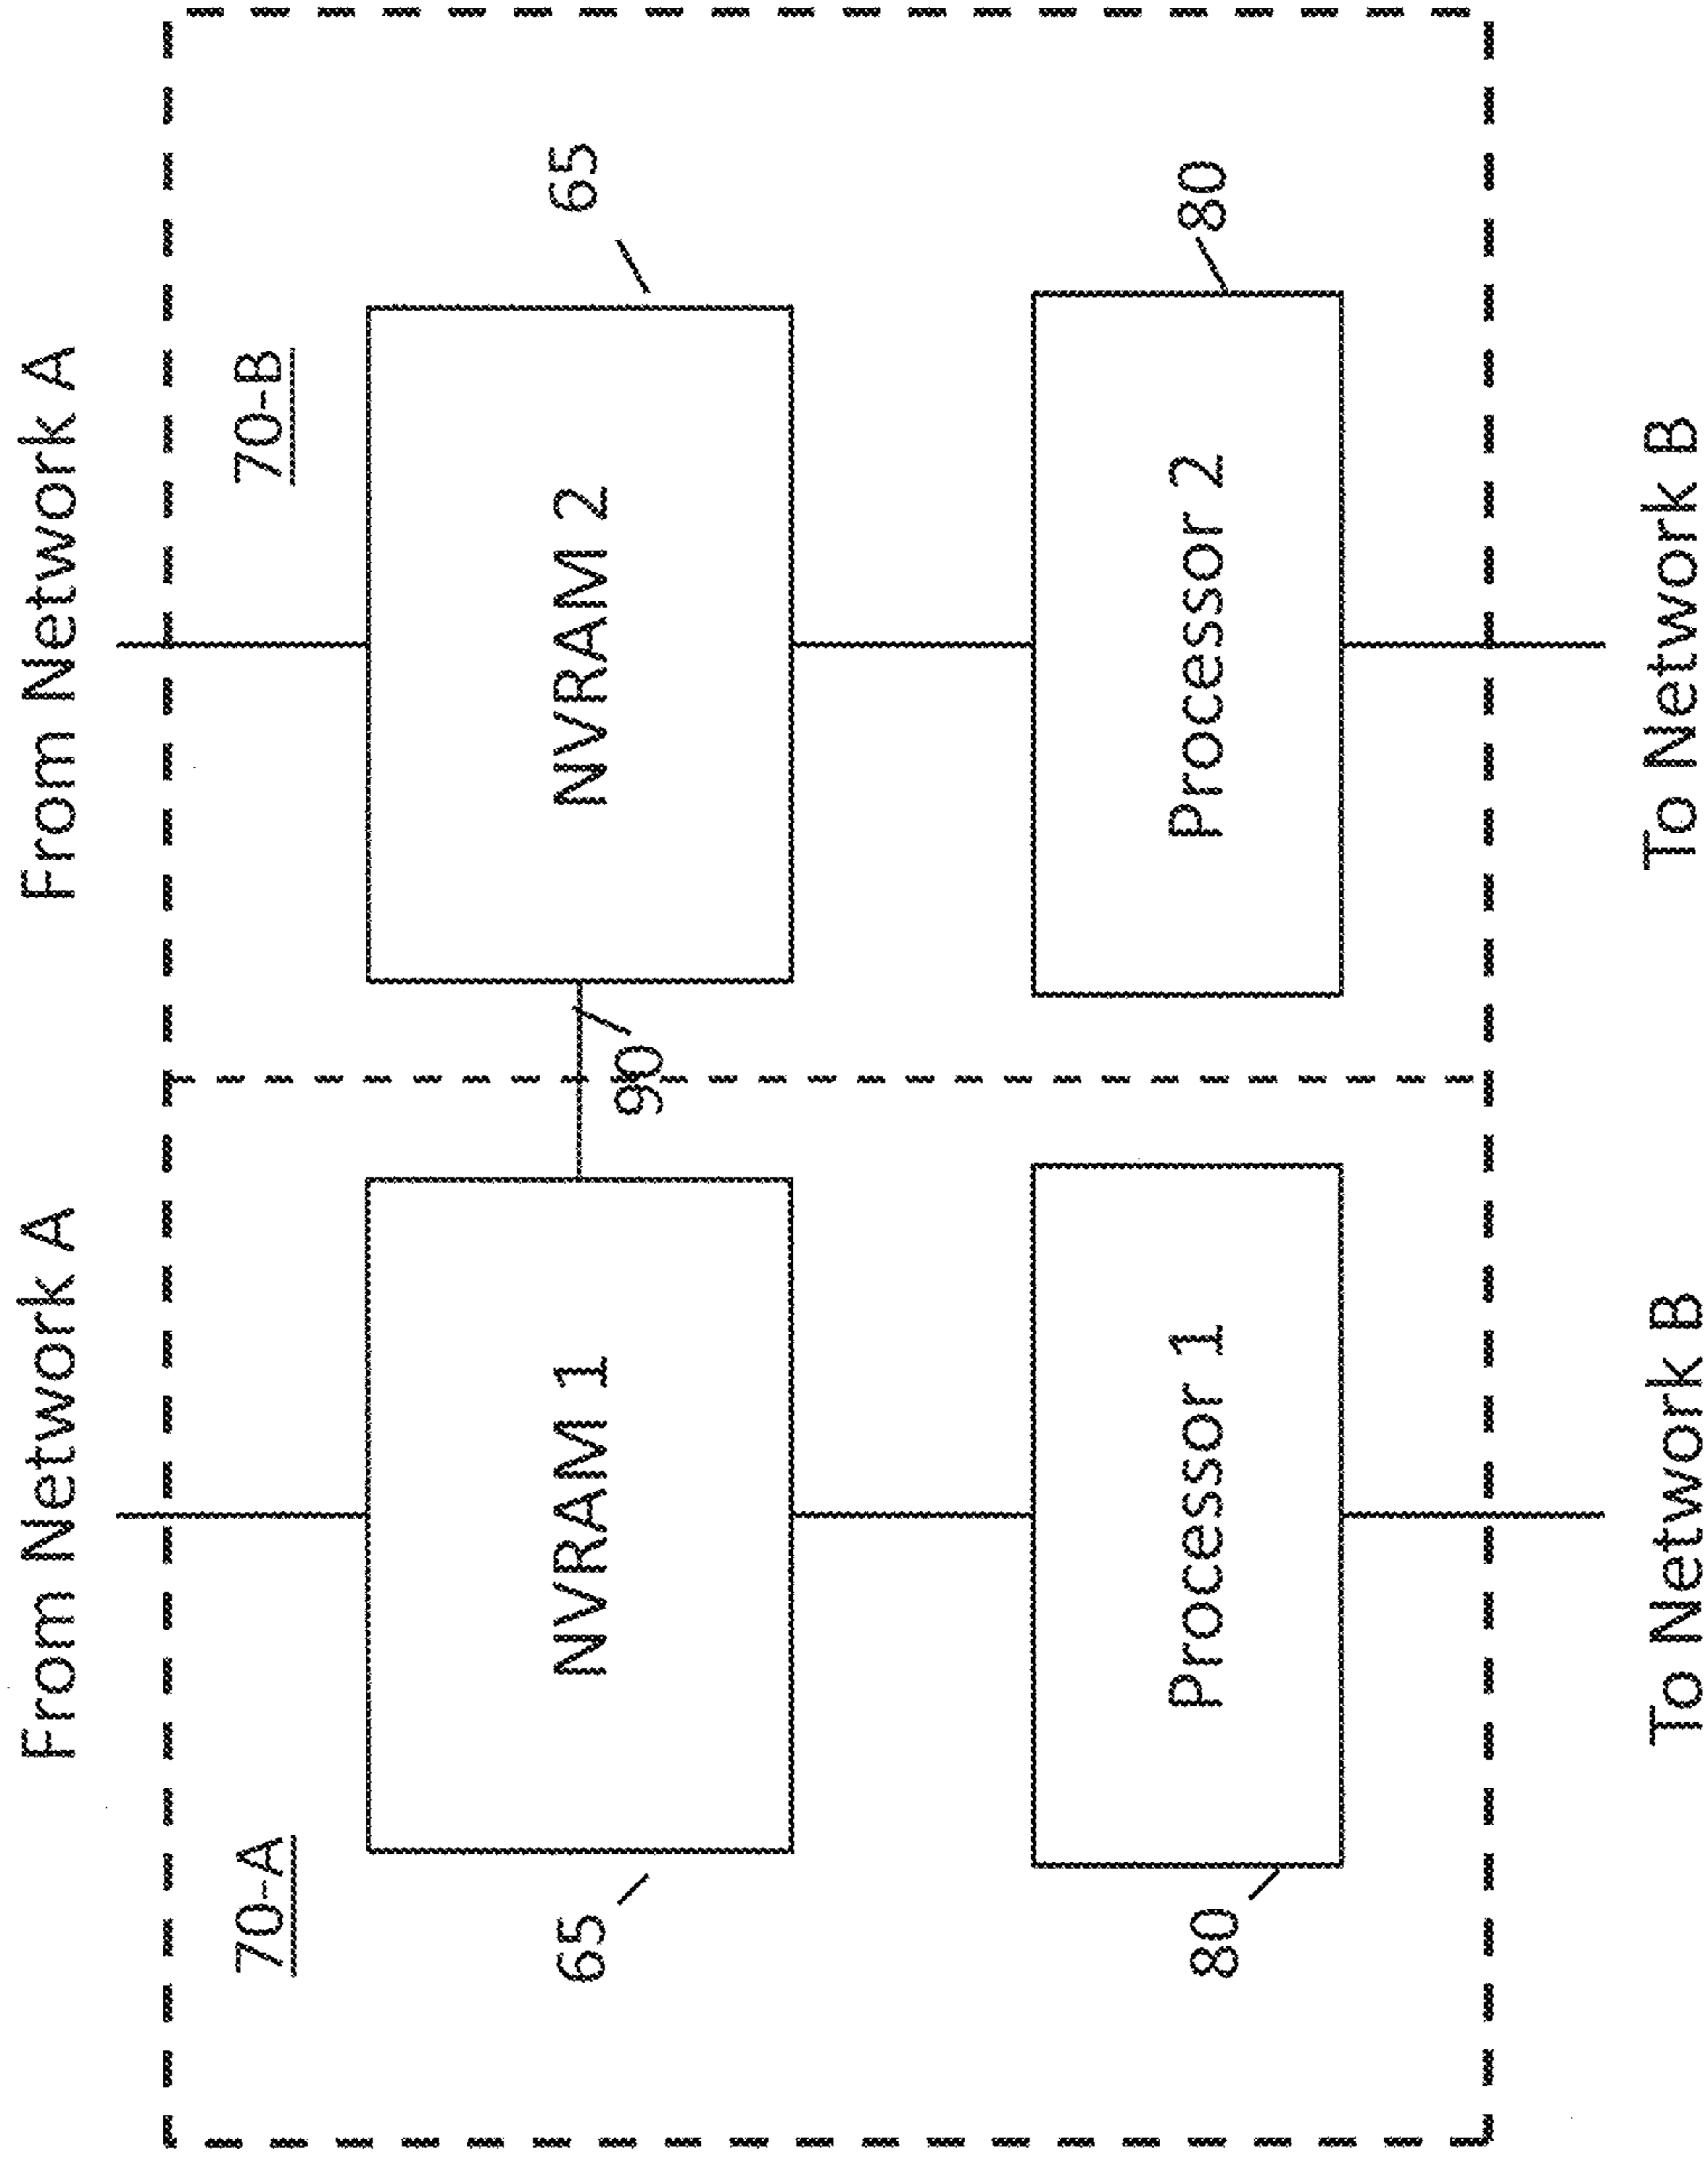 From Network A
From Network A
70-A
70-B
65
NVRAM 1
90
NVRAM 2
65
80
Processor 1
Processor 2
80
To Network B
To Network B